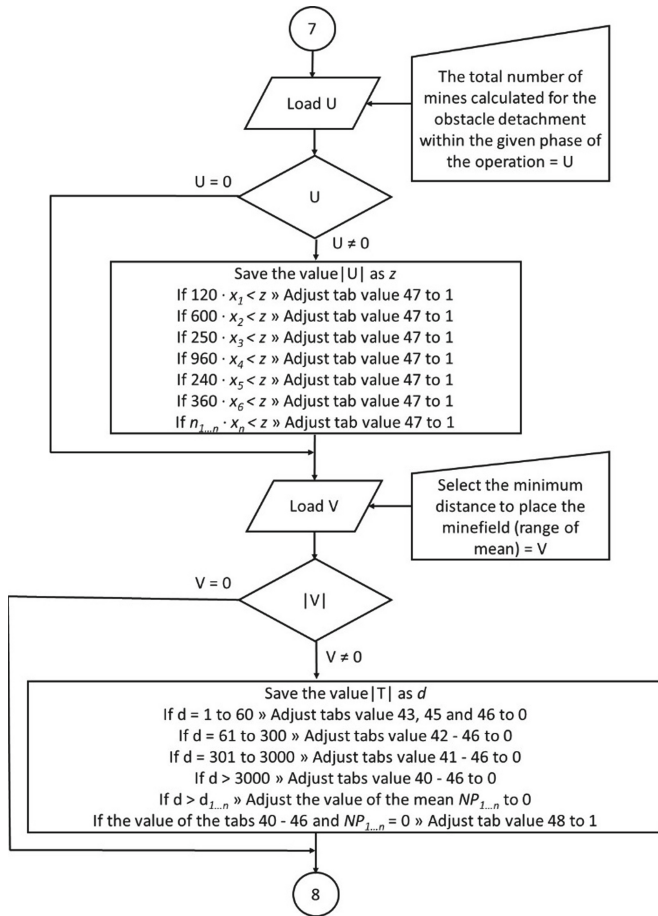 7
Load U
The total number of
mines calculated for the
obstacle detachment
within the given phase of
the operation = U
U = 0
U
U ≠ 0
Save the value|U| as z
If 120 · x₁ < z » Adjust tab value 47 to 1
If 600 · x₂ < z » Adjust tab value 47 to 1
If 250 · x₃ < z » Adjust tab value 47 to 1
If 960 · x₄ < z » Adjust tab value 47 to 1
If 240 · x₅ < z » Adjust tab value 47 to 1
If 360 · x₆ < z » Adjust tab value 47 to 1
If n₁...ₙ · xₙ < z » Adjust tab value 47 to 1
Load V
Select the minimum
distance to place the
minefield (range of
mean) = V
V = 0
|V|
V ≠ 0
Save the value|T| as d
If d = 1 to 60 » Adjust tabs value 43, 45 and 46 to 0
If d = 61 to 300 » Adjust tabs value 42 - 46 to 0
If d = 301 to 3000 » Adjust tabs value 41 - 46 to 0
If d > 3000 » Adjust tabs value 40 - 46 to 0
If d > d₁...ₙ » Adjust the value of the mean NP₁...ₙ to 0
If the value of the tabs 40 - 46 and NP₁...ₙ = 0 » Adjust tab value 48 to 1
8